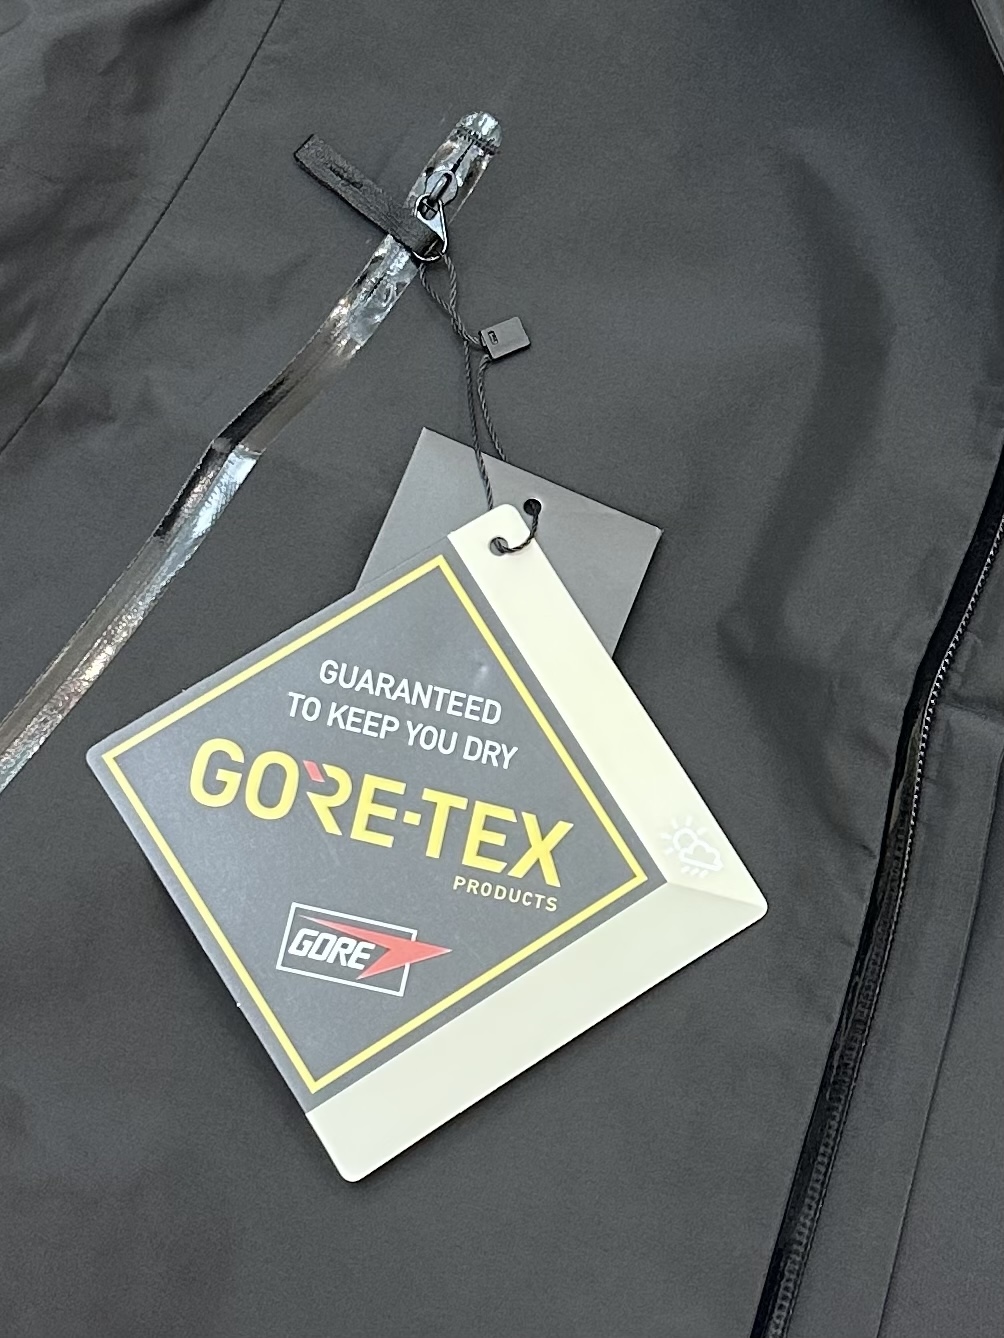 GUARANTEED
TO KEEP YOU DRY
GORE-TEX
PRODUCTS
GORE